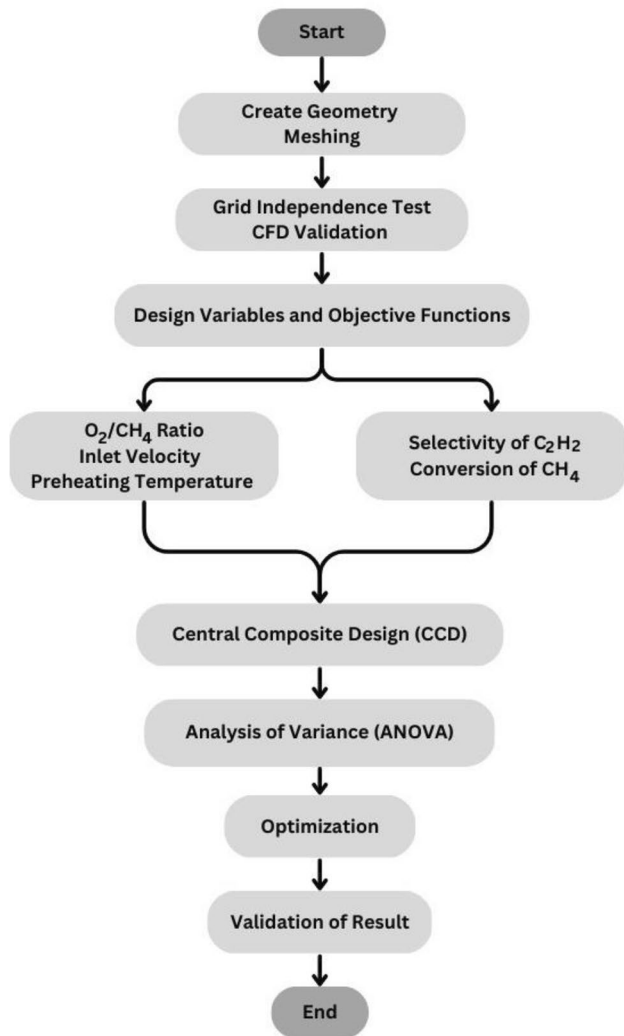 Start
Create Geometry
Meshing
Grid Independence Test
CFD Validation
Design Variables and Objective Functions
O₂/CH₄ Ratio
Inlet Velocity
Preheating Temperature
Selectivity of C₂H₂
Conversion of CH₄
Central Composite Design (CCD)
Analysis of Variance (ANOVA)
Optimization
Validation of Result
End